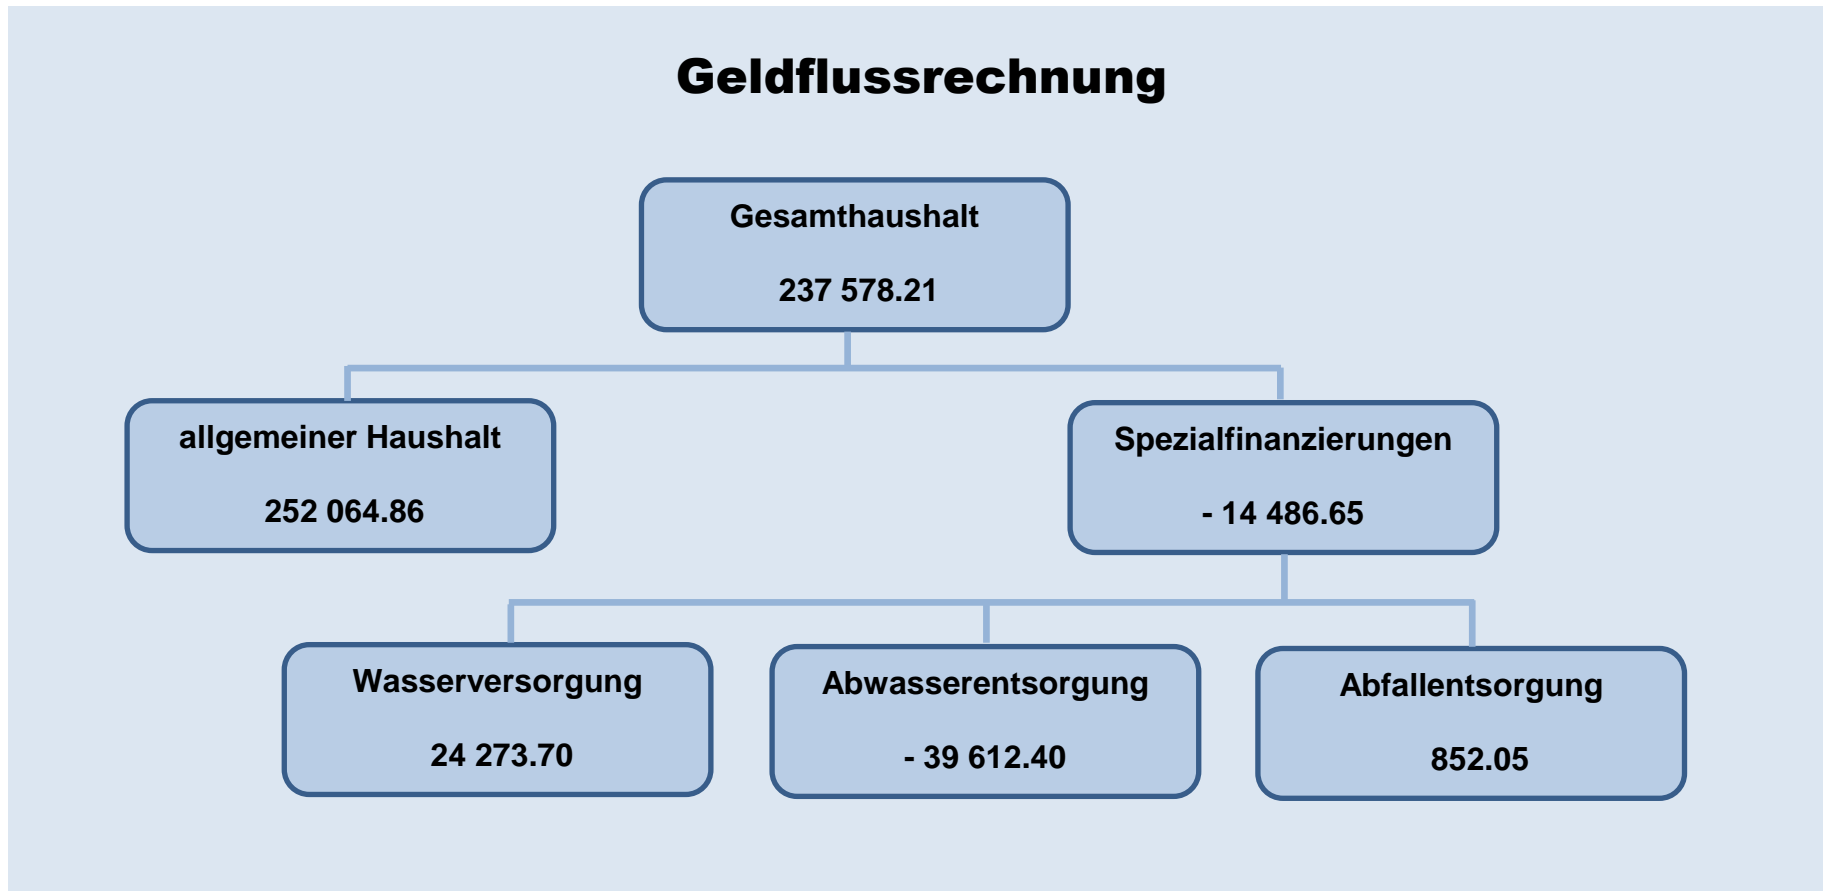 Geldflussrechnung
Gesamthaushalt
237 578.21
allgemeiner Haushalt
252 064.86
Spezialfinanzierungen
- 14 486.65
Wasserversorgung
24 273.70
Abwasserentsorgung
- 39 612.40
Abfallentsorgung
852.05